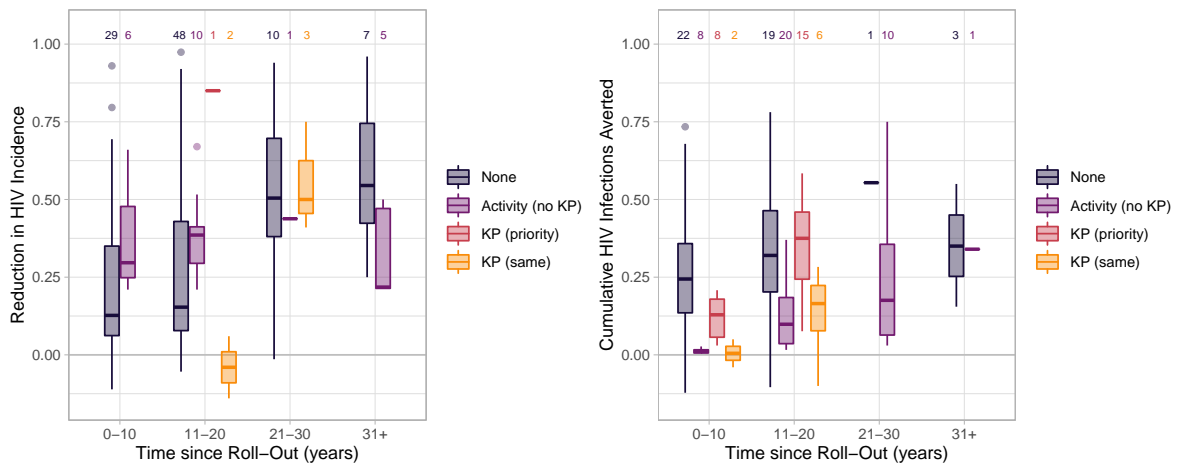 29 6 48 10 1 2 10 1 3 7 5
1.00
0.75
0.50
0.25
0.00
Reduction in HIV Incidence
0−10 11−20 21−30 31+
Time since Roll−Out (years)
None
Activity (no KP)
KP (priority)
KP (same)
22 8 8 2 19 20 15 6 1 10 3 1
1.00
0.75
0.50
0.25
0.00
Cumulative HIV Infections Averted
0−10 11−20 21−30 31+
Time since Roll−Out (years)
None
Activity (no KP)
KP (priority)
KP (same)